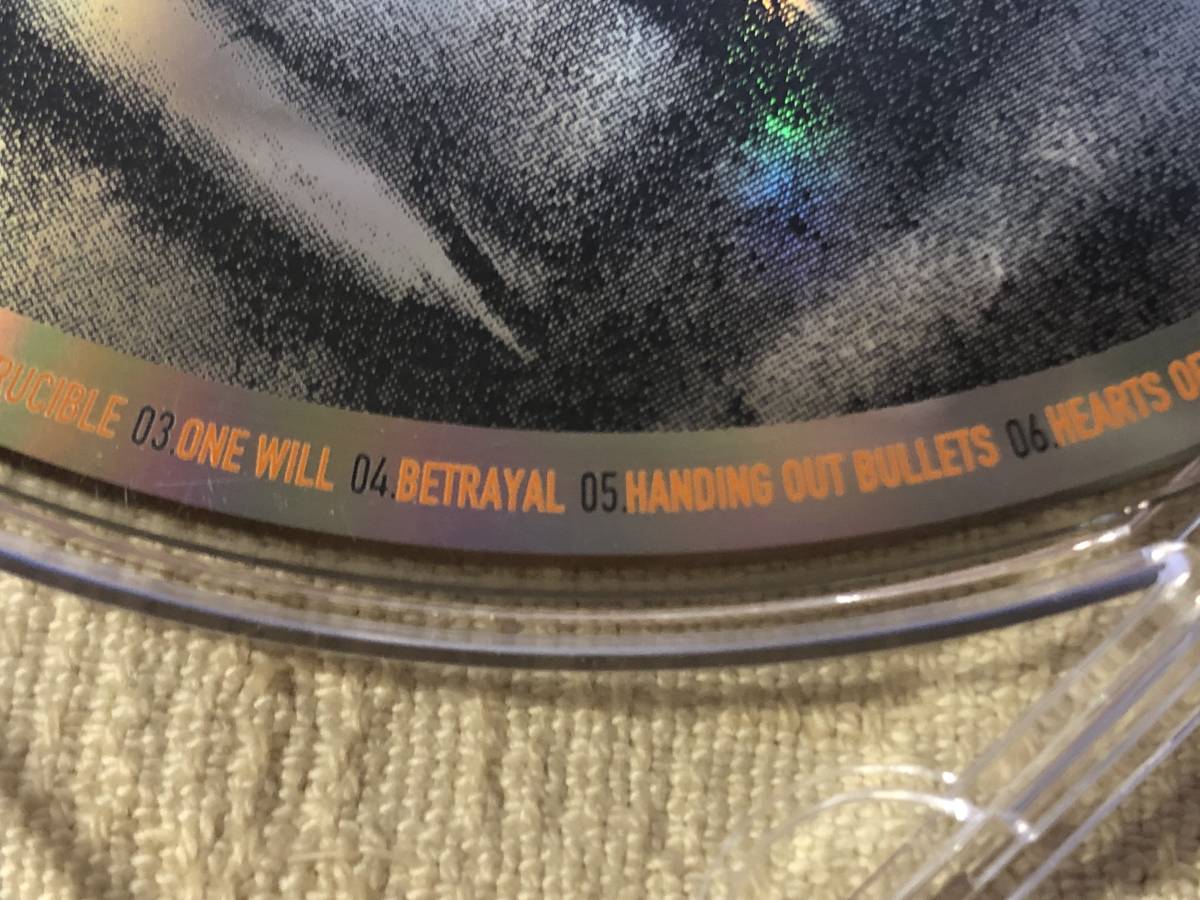 RUCIBLE 03.ONE WILL 04.BETRAYAL 05.HANDING OUT BULLETS 06.HEARTS OF